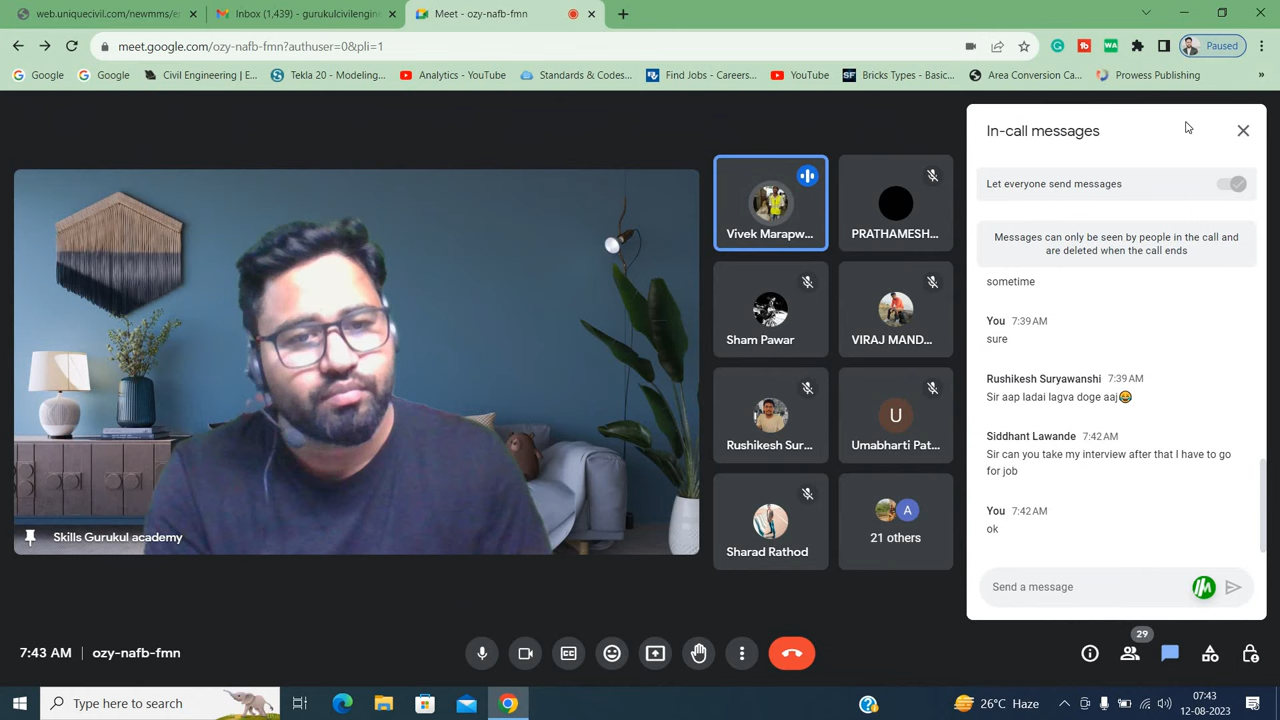 web.uniquecivil.com/newmms/e
Inbox (1,439) - gurukulcivilengin
Meet - ozy-nafb-fmn
meet.google.com/ozy-nafb-fmn?authuser=0&pli=1
Paused
Google
Google
Civil Engineering | E...
Tekla 20 - Modeling...
Analytics - YouTube
Standards & Codes...
Find Jobs - Careers...
YouTube
Bricks Types - Basic...
Area Conversion Ca...
Prowess Publishing
»
Skills Gurukul academy
Vivek Marapw...
PRATHAMESH...
Sham Pawar
VIRAJ MAND...
Rushikesh Sur...
U
Umabharti Pat...
Sharad Rathod
A
21 others
In-call messages
Let everyone send messages
Messages can only be seen by people in the call and
are deleted when the call ends
sometime
You 7:39 AM
sure
Rushikesh Suryawanshi 7:39 AM
Sir aap ladai lagva doge aaj😂
Siddhant Lawande 7:42 AM
Sir can you take my interview after that I have to go
for job
You 7:42 AM
ok
Send a message
7:43 AM | ozy-nafb-fmn
29
Type here to search
26°C Haze
07:43
12-08-2023